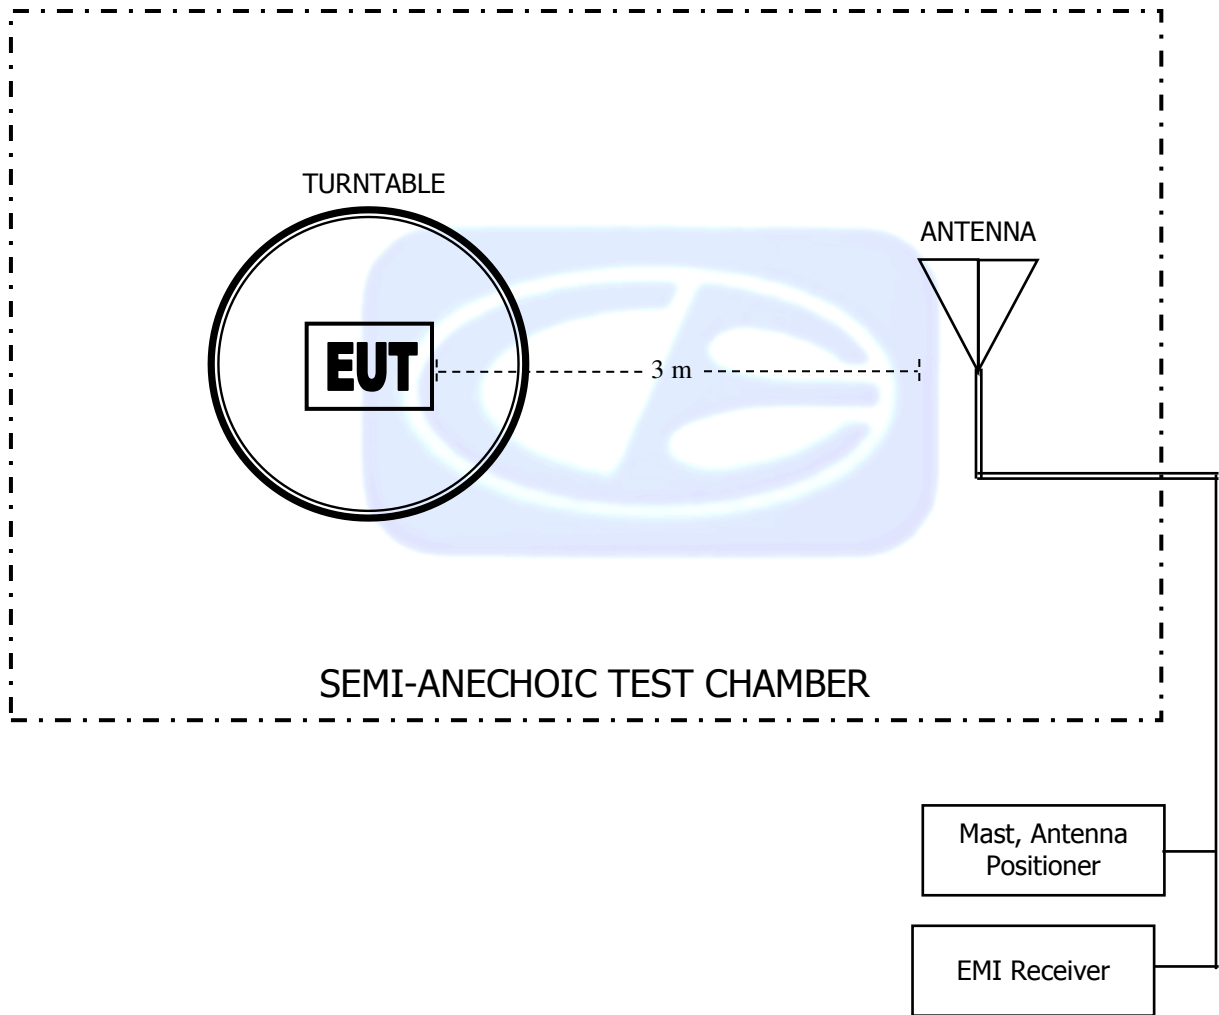 TURNTABLE
ANTENNA
EUT
3 m
SEMI-ANECHOIC TEST CHAMBER
Mast, Antenna
Positioner
EMI Receiver